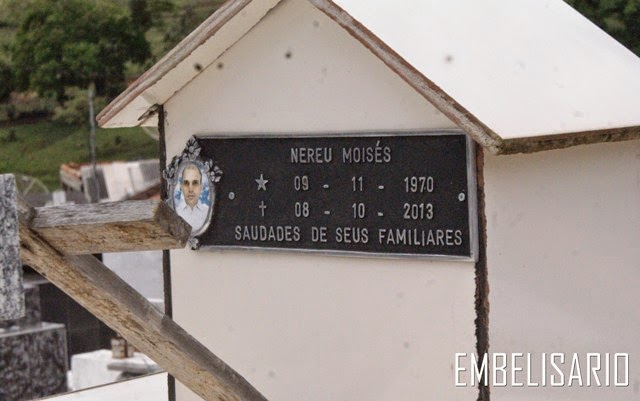 NEREU MOISÉS
★ 09 - 11 - 1970
✝ 08 - 10 - 2013
SAUDADES DE SEUS FAMILIARES
EMBELISARIO